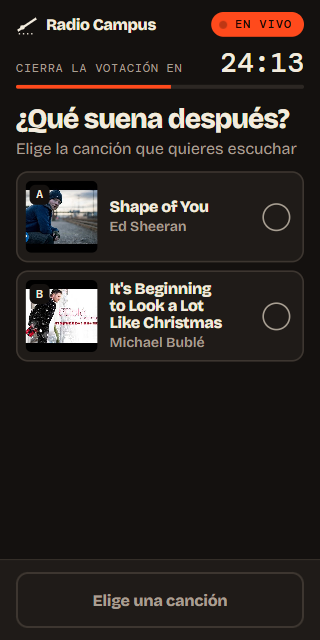 Radio Campus
EN VIVO
CIERRA LA VOTACIÓN EN
24:13
¿Qué suena después?
Elige la canción que quieres escuchar
A
Shape of You
Ed Sheeran
B
It's Beginning
to Look a Lot
Like Christmas
Michael Bublé
Elige una canción